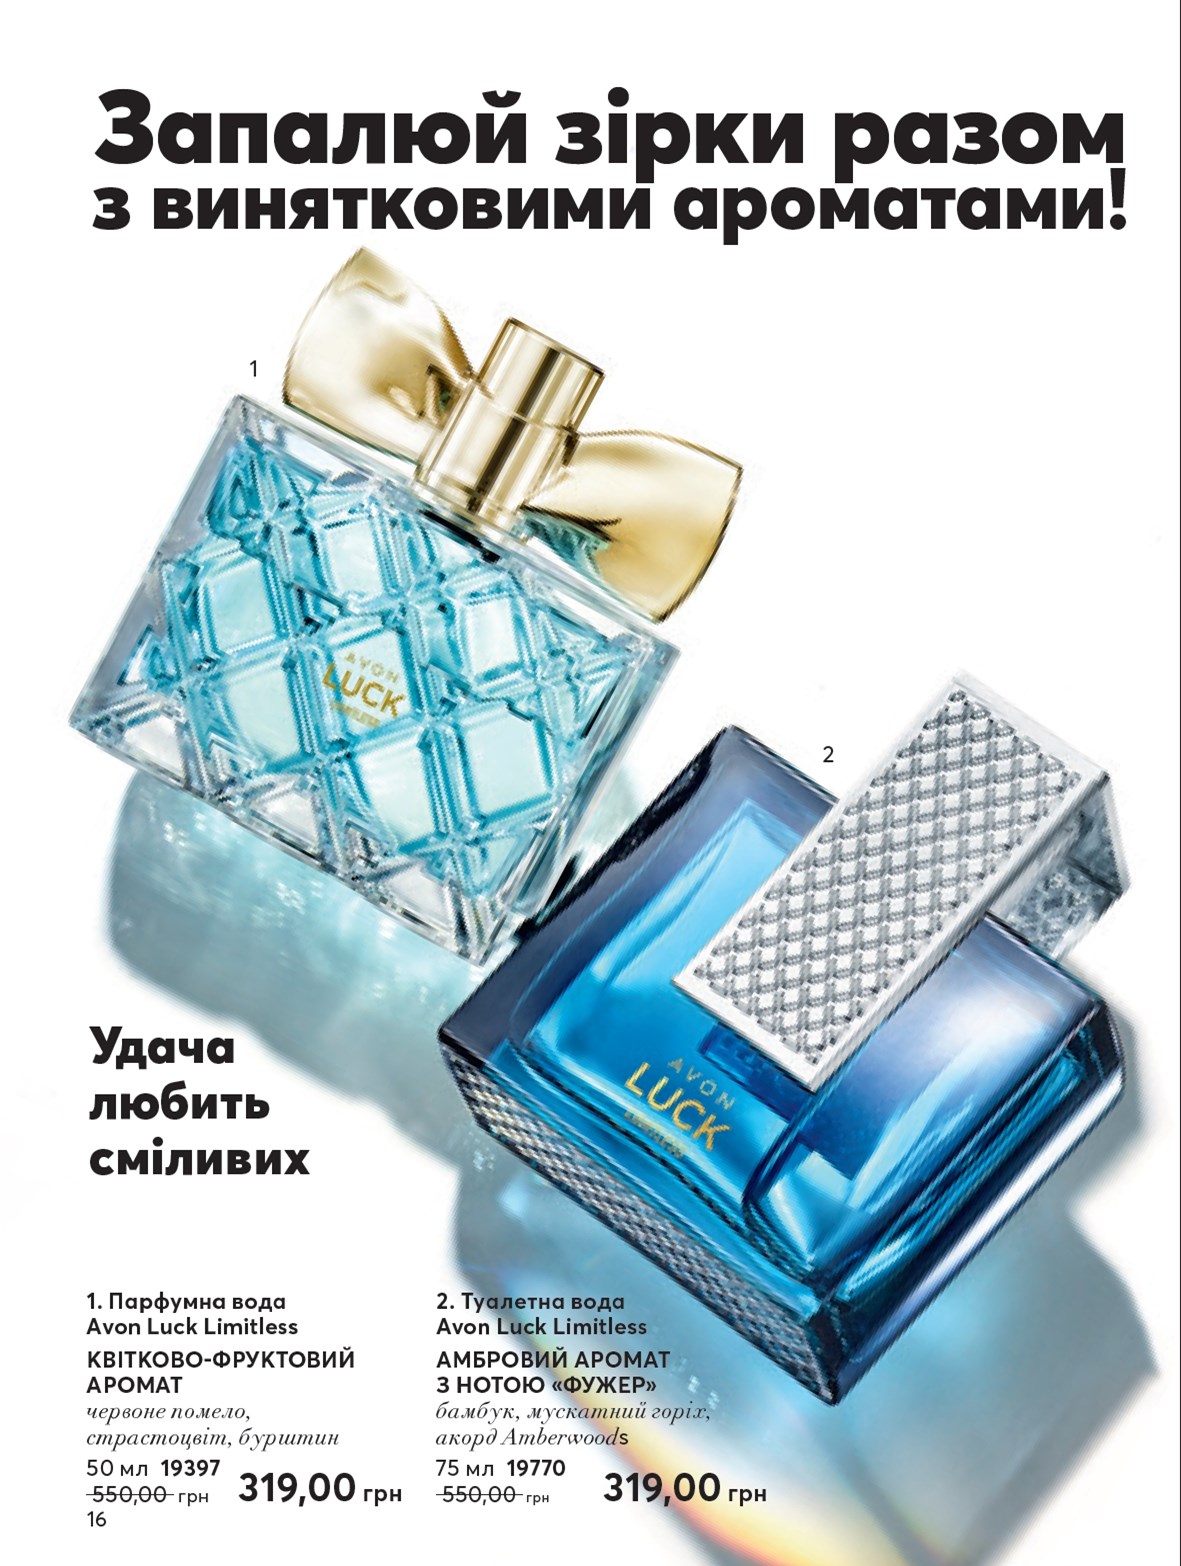 Запалюй зірки разом
з винятковими ароматами!
1
AVON
LUCK
2
AVON
LUCK
Удача
любить
сміливих
1. Парфумна вода
Avon Luck Limitless
КВІТКОВО-ФРУКТОВИЙ
АРОМАТ
червоне помело,
страстоцвіт, бурштин
50 мл 19397
550,00 грн 319,00 грн
2. Туалетна вода
Avon Luck Limitless
АМБРОВИЙ АРОМАТ
З НОТОЮ «ФУЖЕР»
бамбук, мускатний горіх,
акорд Amberwoods
75 мл 19770
550,00 грн 319,00 грн
16